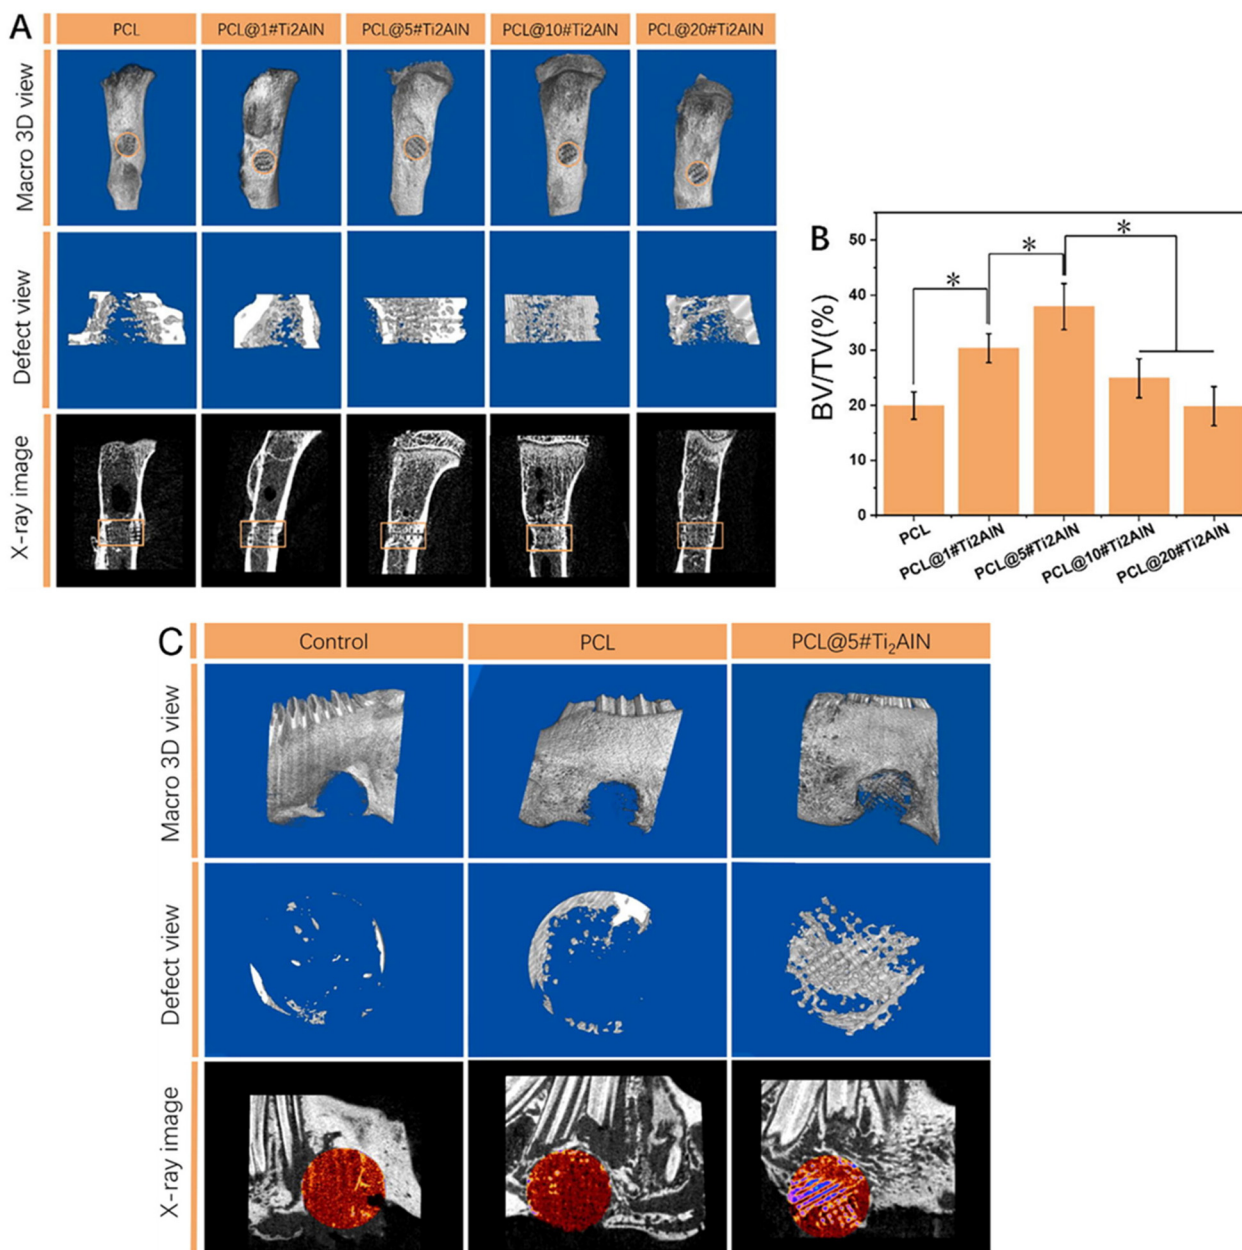 A
PCL
PCL@1#Ti2AlN
PCL@5#Ti2AlN
PCL@10#Ti2AlN
PCL@20#Ti2AlN
Macro 3D view
Defect view
X-ray image
B
BV/TV(%)
50
40
30
20
10
0
*
*
*
PCL
PCL@1#Ti2AlN
PCL@5#Ti2AlN
PCL@10#Ti2AlN
PCL@20#Ti2AlN
C
Control
PCL
PCL@5#Ti₂AlN
Macro 3D view
Defect view
X-ray image